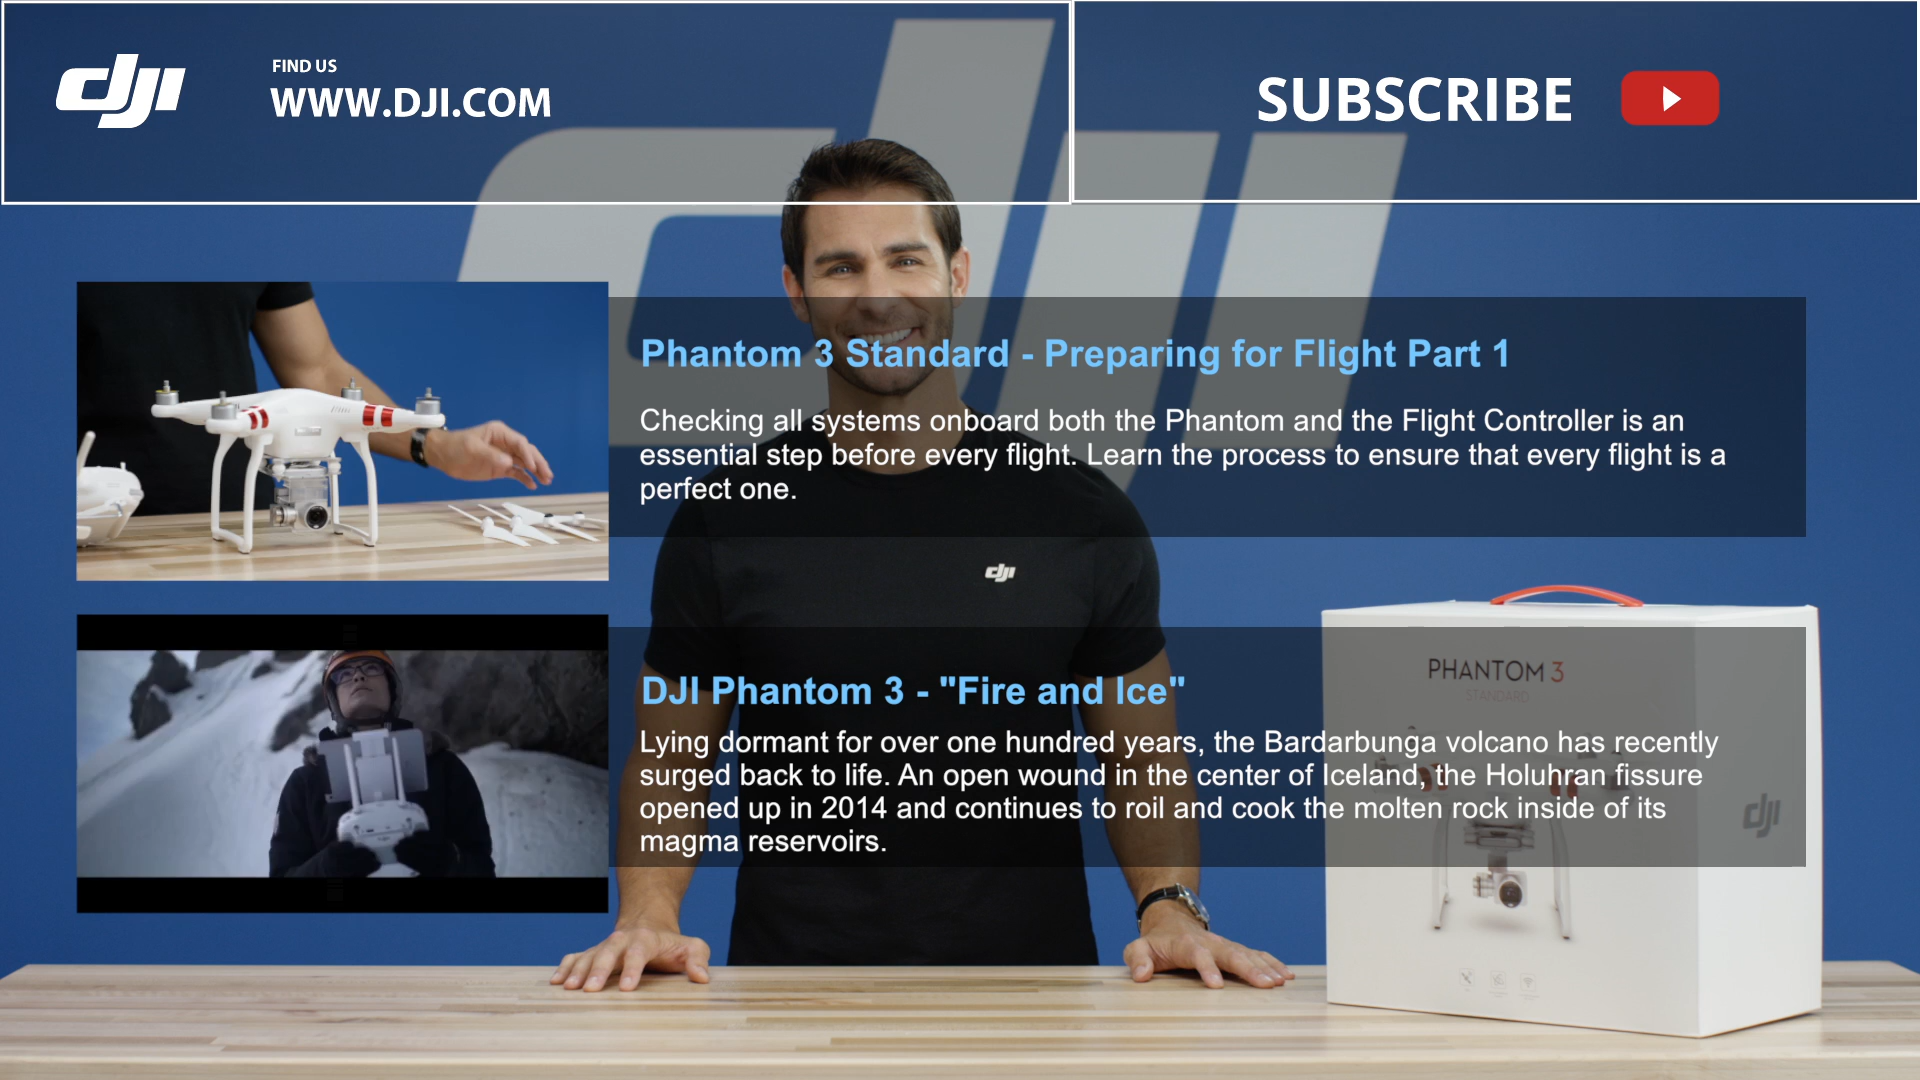 dji
FIND US
WWW.DJI.COM
SUBSCRIBE
Phantom 3 Standard - Preparing for Flight Part 1
Checking all systems onboard both the Phantom and the Flight Controller is an
essential step before every flight. Learn the process to ensure that every flight is a
perfect one.
dji
PHANTOM 3
STANDARD
DJI Phantom 3 - "Fire and Ice"
Lying dormant for over one hundred years, the Bardarbunga volcano has recently
surged back to life. An open wound in the center of Iceland, the Holuhran fissure
opened up in 2014 and continues to roil and cook the molten rock inside of its
magma reservoirs.
dji